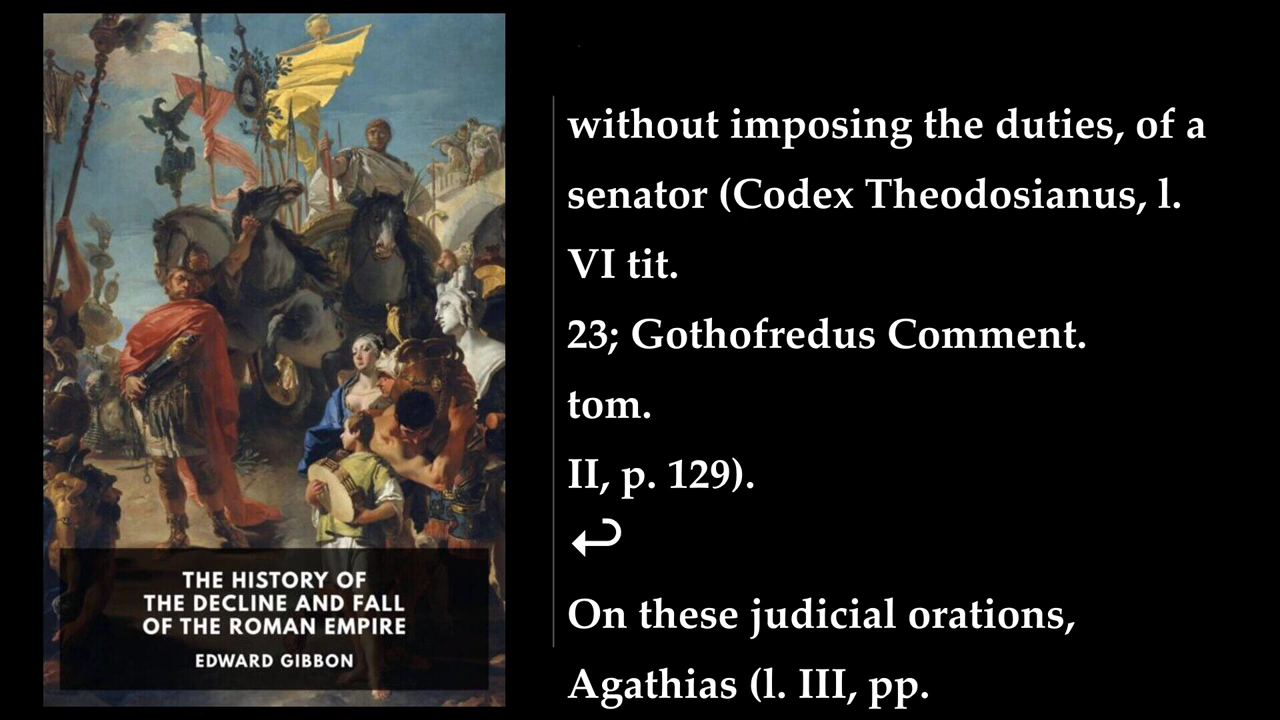 THE HISTORY OF
THE DECLINE AND FALL
OF THE ROMAN EMPIRE
EDWARD GIBBON
without imposing the duties, of a
senator (Codex Theodosianus, l.
VI tit.
23; Gothofredus Comment.
tom.
II, p. 129).
↩
On these judicial orations,
Agathias (l. III, pp.